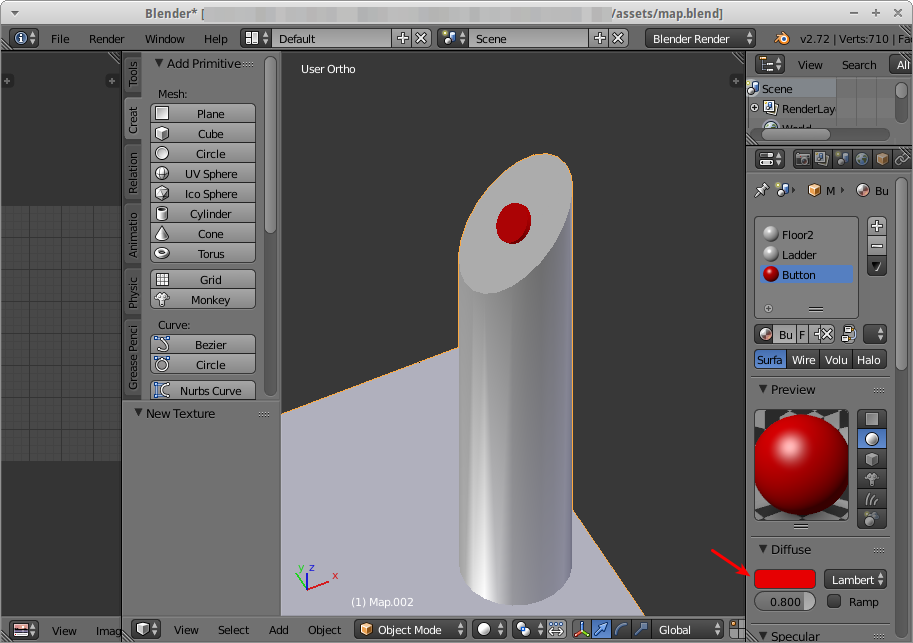 Blender* [ /assets/map.blend]
File Render Window Help Default Scene Blender Render v2.72 | Verts:710 | Fa
Tools
Creat
Relation
Animatio
Physic
Grease Penci
Add Primitive
Mesh:
Plane
Cube
Circle
UV Sphere
Ico Sphere
Cylinder
Cone
Torus
Grid
Monkey
Curve:
Bezier
Circle
Nurbs Curve
New Texture
User Ortho
y z x
(1) Map.002
View Search All
Scene
RenderLay
World
M Bu
Floor2
Ladder
Button
Bu F
Surfa Wire Volu Halo
Preview
Diffuse
Lambert
0.800 Ramp
Specular
View Imag
View Select Add Object Object Mode Global